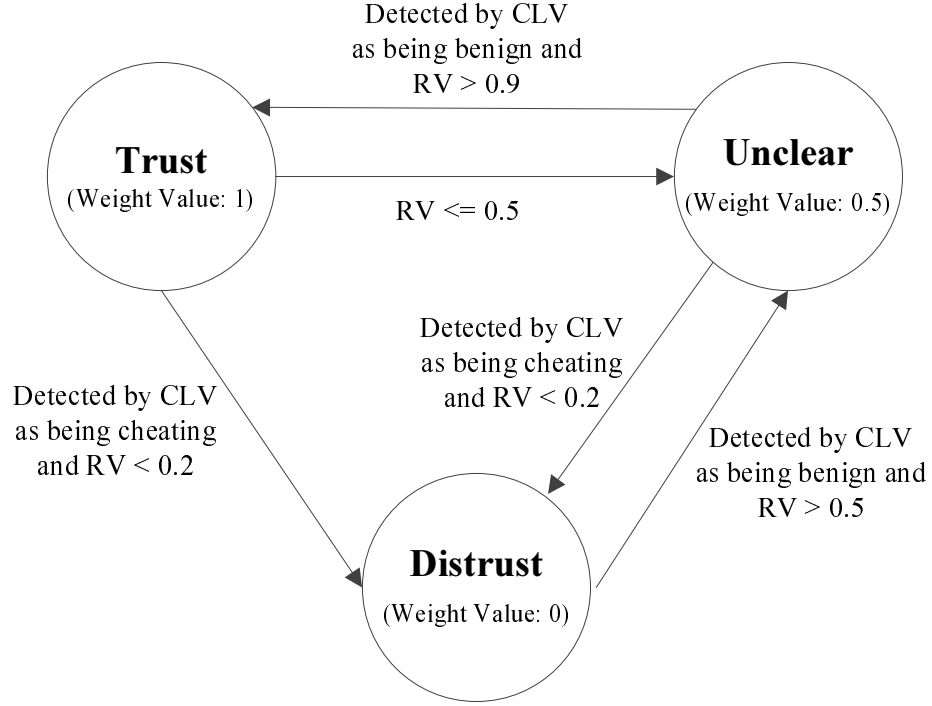 Detected by CLV
as being benign and
RV > 0.9
Trust
(Weight Value: 1)
Unclear
(Weight Value: 0.5)
RV <= 0.5
Detected by CLV
as being cheating
and RV < 0.2
Detected by CLV
as being cheating
and RV < 0.2
Detected by CLV
as being benign and
RV > 0.5
Distrust
(Weight Value: 0)